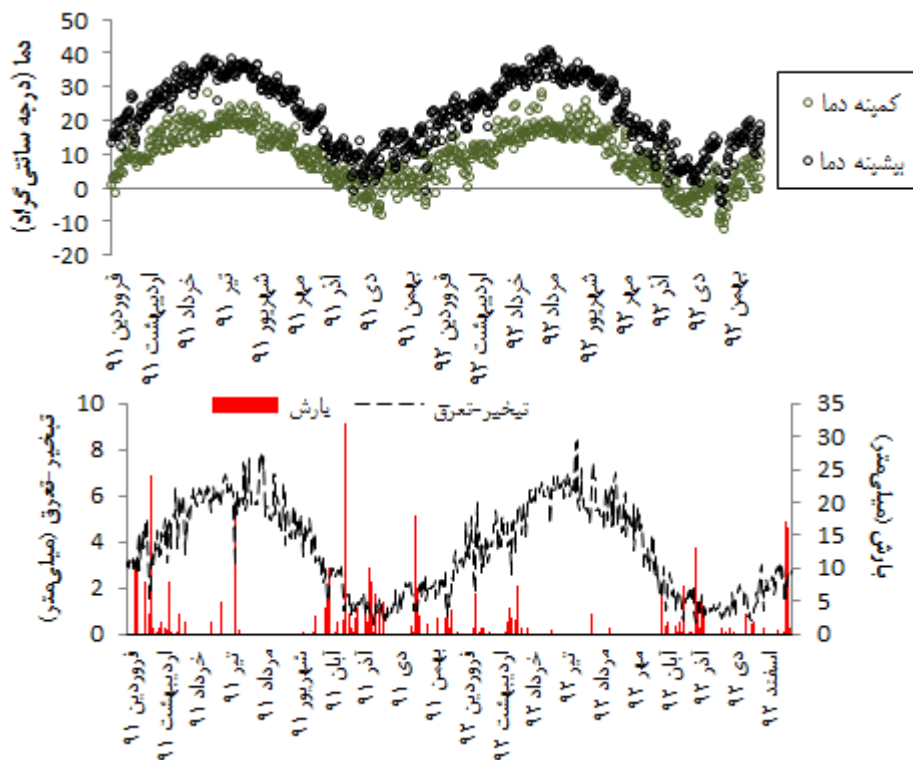 50
40
30
20
10
0
-10
-20
دما (درجه سانتی‌گراد)
کمینه دما
بیشینه دما
فروردین ۹۱
اردیبهشت ۹۱
خرداد ۹۱
تیر ۹۱
شهریور ۹۱
مهر ۹۱
آذر ۹۱
دی ۹۱
بهمن ۹۱
فروردین ۹۲
اردیبهشت ۹۲
خرداد ۹۲
مرداد ۹۲
شهریور ۹۲
مهر ۹۲
آذر ۹۲
دی ۹۲
بهمن ۹۲
بارش
تبخیر-تعرق
10
8
6
4
2
0
تبخیر-تعرق (میلی‌متر)
35
30
25
20
15
10
5
0
بارش (میلی‌متر)
فروردین ۹۱
اردیبهشت ۹۱
خرداد ۹۱
تیر ۹۱
مرداد ۹۱
شهریور ۹۱
آبان ۹۱
آذر ۹۱
دی ۹۱
بهمن ۹۱
فروردین ۹۲
اردیبهشت ۹۲
خرداد ۹۲
تیر ۹۲
مرداد ۹۲
مهر ۹۲
آبان ۹۲
آذر ۹۲
دی ۹۲
اسفند ۹۲